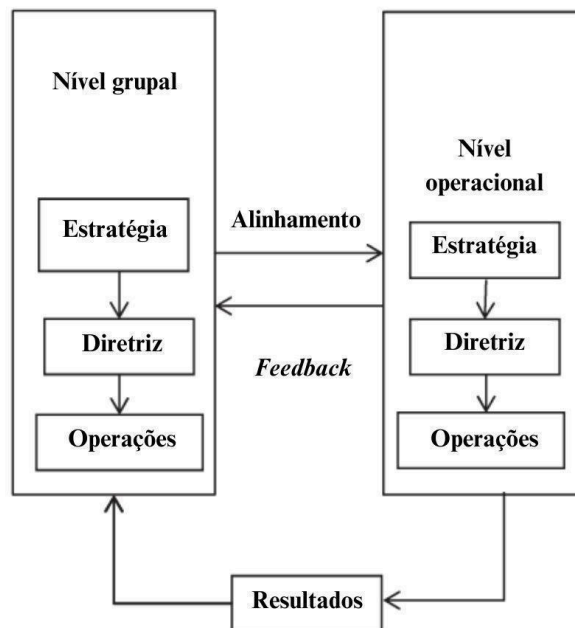 Nível grupal
Estratégia
Diretriz
Operações
Alinhamento
Feedback
Nível
operacional
Estratégia
Diretriz
Operações
Resultados